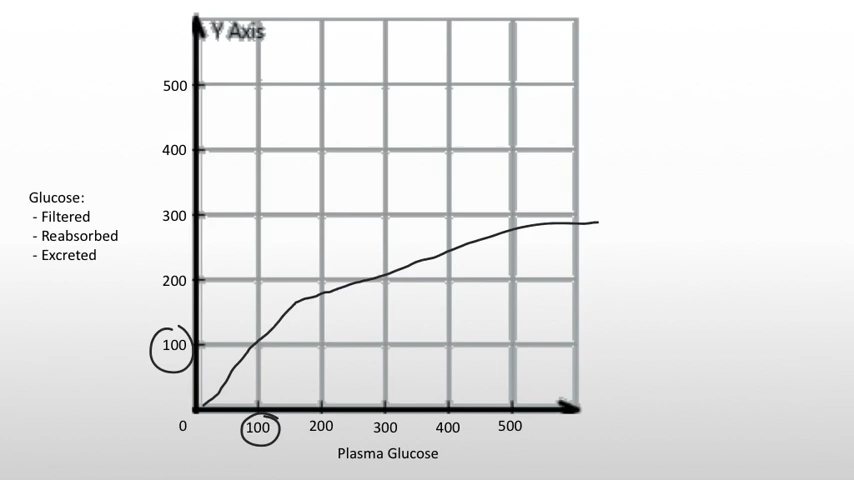 Y Axis
500
400
Glucose:
- Filtered
- Reabsorbed
- Excreted
300
200
100
0 100 200 300 400 500
Plasma Glucose